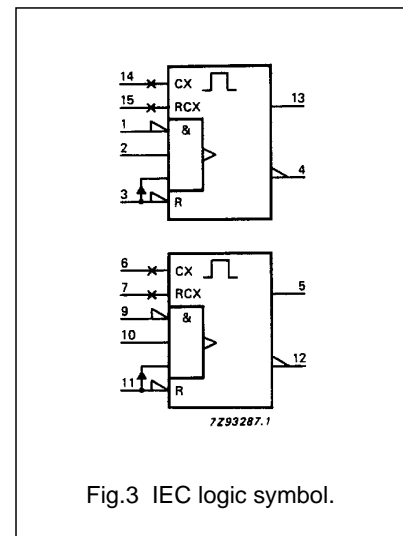 14 CX 13
15 RCX
1 &
2
4
3 R
6 CX 5
7 RCX
9 &
10
12
11 R
7Z93287.1
Fig.3 IEC logic symbol.